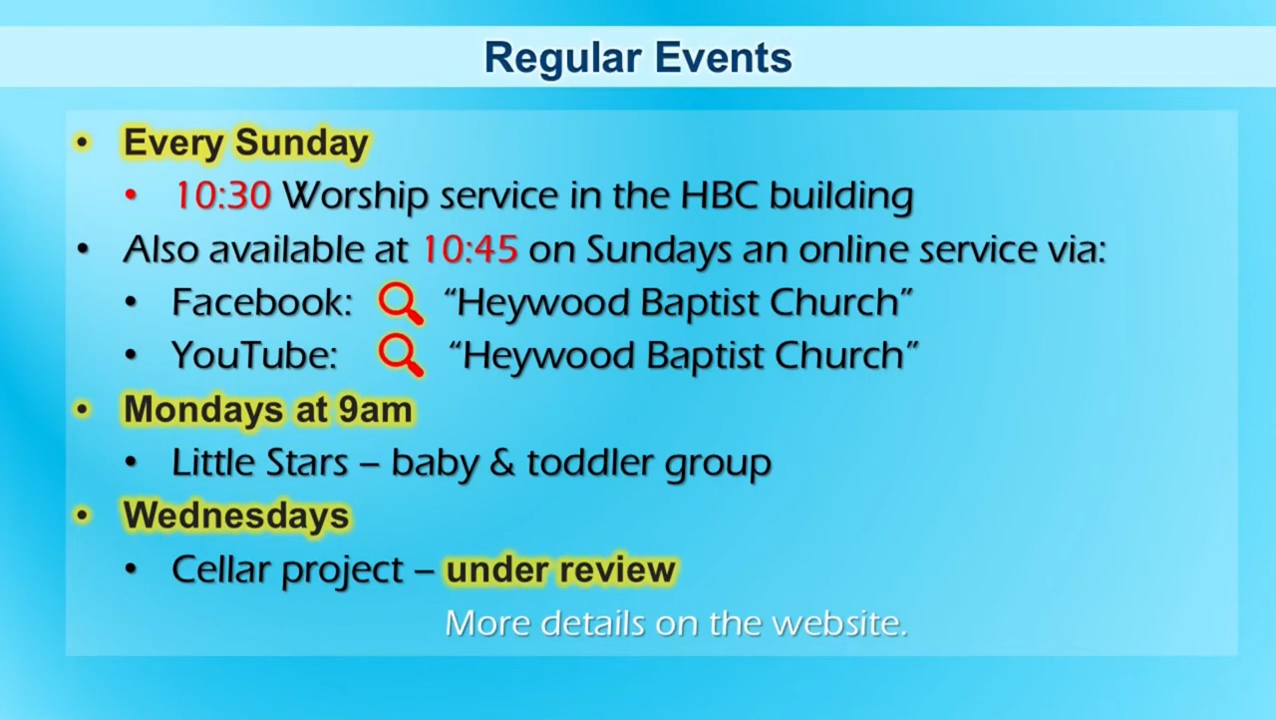 Regular Events
• Every Sunday
• 10:30 Worship service in the HBC building
• Also available at 10:45 on Sundays an online service via:
• Facebook: “Heywood Baptist Church”
• YouTube: “Heywood Baptist Church”
• Mondays at 9am
• Little Stars – baby & toddler group
• Wednesdays
• Cellar project – under review
More details on the website.